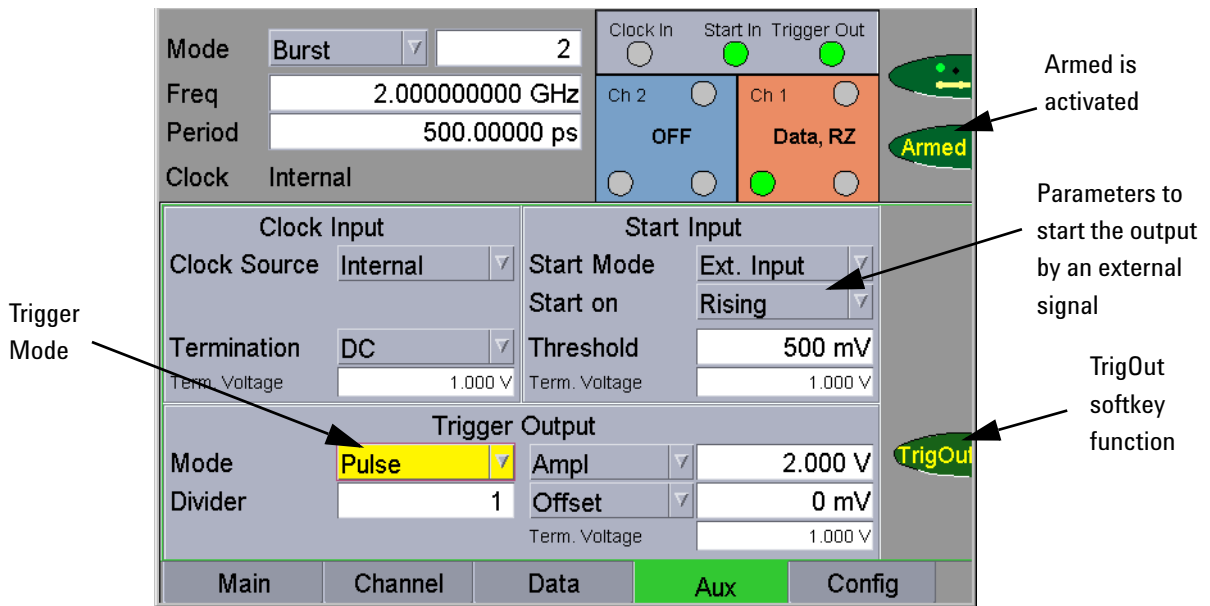 Mode Burst 2
Freq 2.000000000 GHz
Period 500.00000 ps
Clock Internal
Clock In Start In Trigger Out
Ch 2 Ch 1
OFF Data, RZ
Armed
Armed is
activated
Clock Input
Clock Source Internal
Termination DC
Term. Voltage 1.000 V
Start Input
Start Mode Ext. Input
Start on Rising
Threshold 500 mV
Term. Voltage 1.000 V
Parameters to
start the output
by an external
signal
Trigger
Mode
Trigger Output
Mode Pulse Ampl 2.000 V
Divider 1 Offset 0 mV
Term. Voltage 1.000 V
TrigOut
TrigOut
softkey
function
Main Channel Data Aux Config